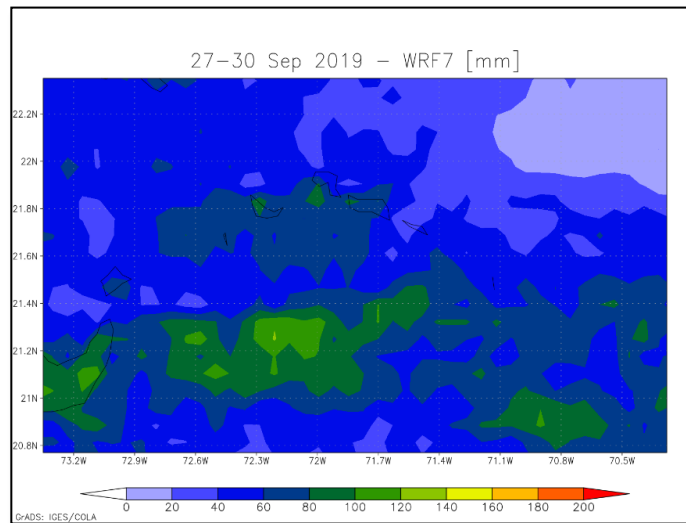 27-30 Sep 2019 – WRF7 [mm]
22.2N
22N
21.8N
21.6N
21.4N
21.2N
21N
20.8N
73.2W 72.9W 72.6W 72.3W 72W 71.7W 71.4W 71.1W 70.8W 70.5W
0 20 40 60 80 100 120 140 160 180 200
GrADS: IGES/COLA